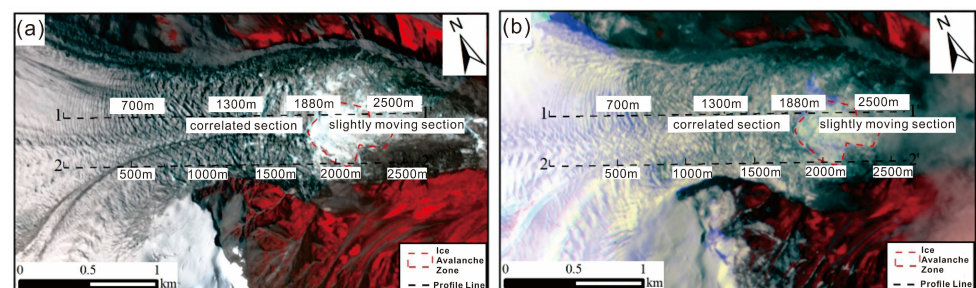 (a)
N
700m 1300m 1880m 2500m
1
correlated section slightly moving section
2
500m 1000m 1500m 2000m 2500m
Ice
Avalanche
Zone
Profile Line
0 0.5 1
km
(b)
N
700m 1300m 1880m 2500m
1
correlated section slightly moving section
2 2'
500m 1000m 1500m 2000m 2500m
Ice
Avalanche
Zone
Profile Line
0 0.5 1
km